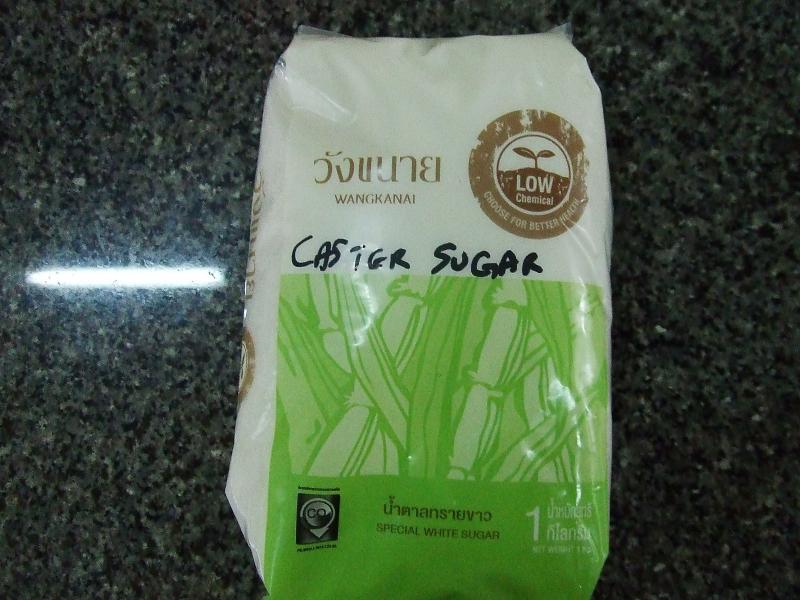 วังขนาย
WANGKANAI
LOW
Chemical
CHOOSE FOR BETTER HEALTH
CASTER SUGAR
น้ำตาลทรายขาว
SPECIAL WHITE SUGAR
1 น้ำหนักสุทธิ
กิโลกรัม
NET WEIGHT 1 KG
CO2